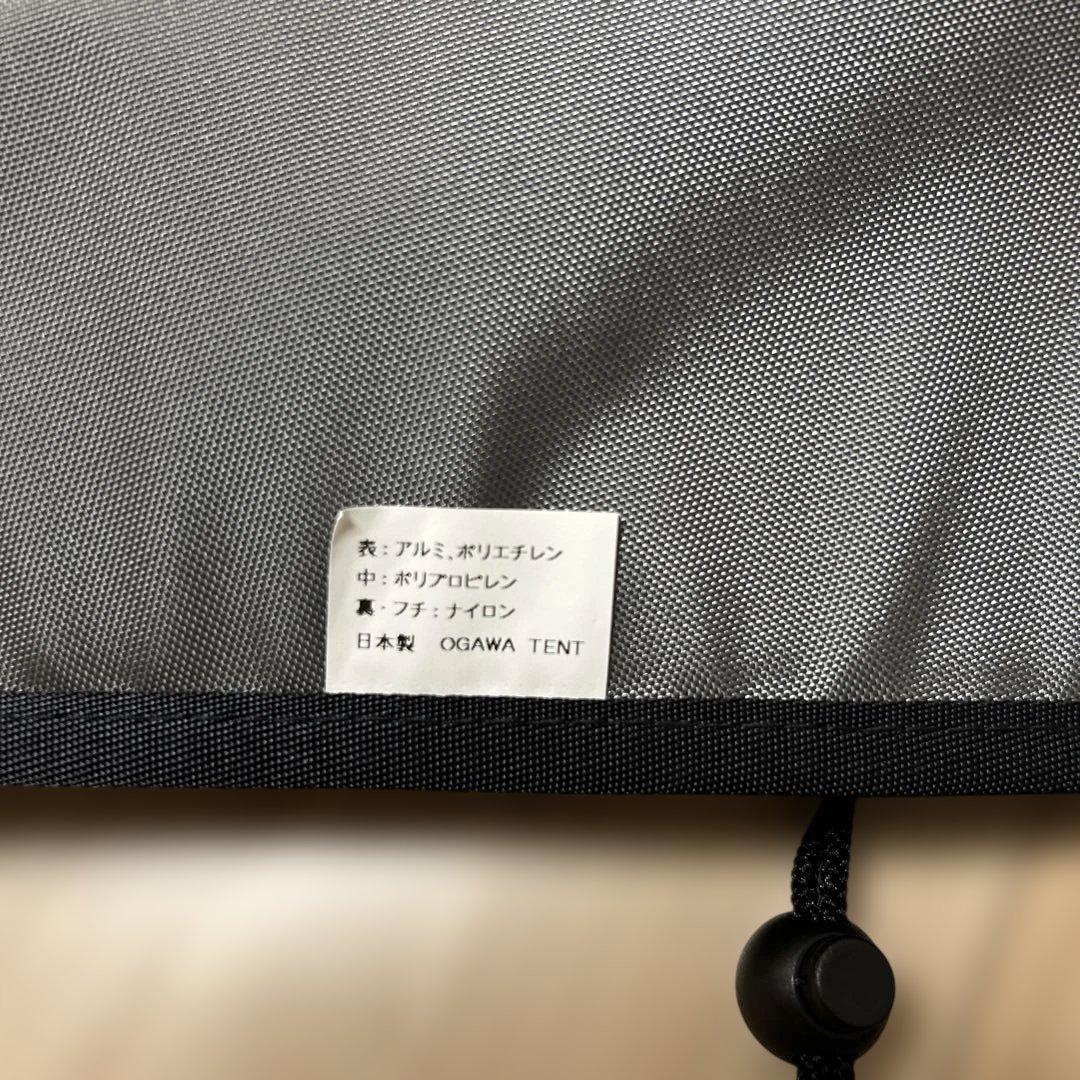 表：アルミ、ポリエチレン
中：ポリプロピレン
裏・フチ：ナイロン
日本製　OGAWA TENT